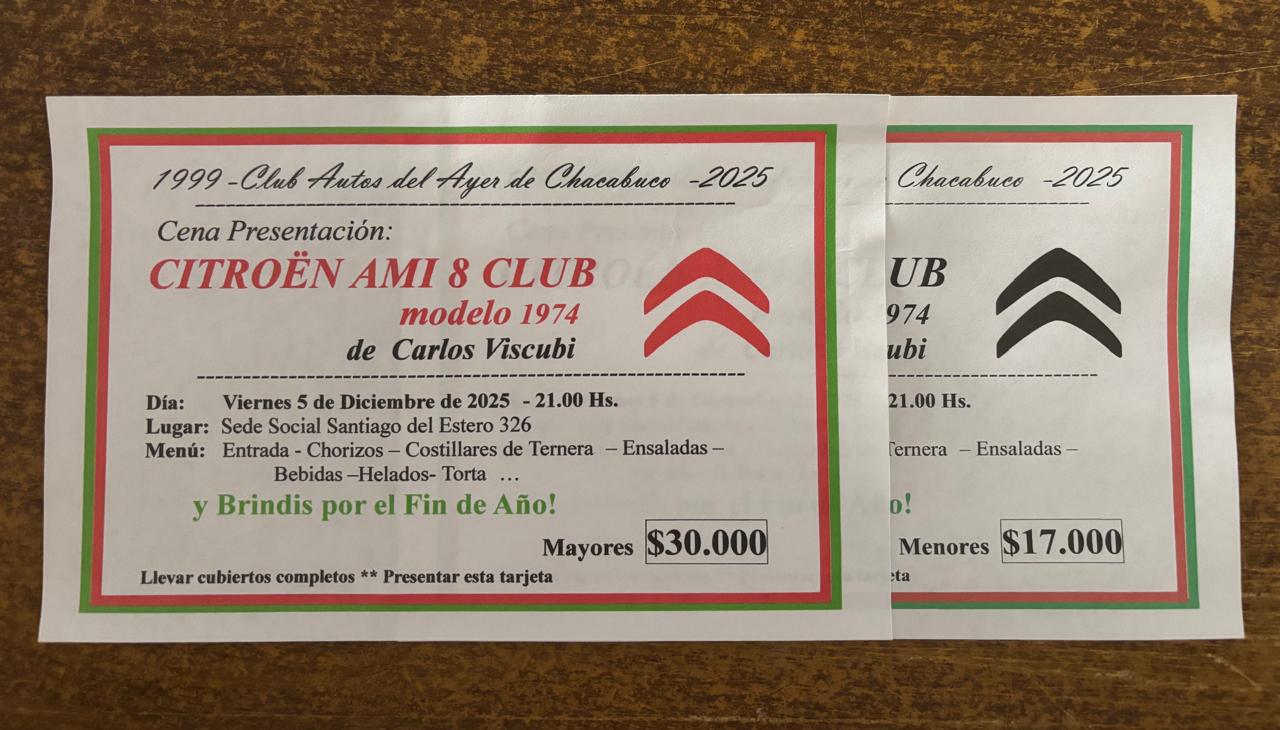 1999 -Club Autos del Ayer de Chacabuco -2025
Cena Presentación:
CITROËN AMI 8 CLUB
modelo 1974
de Carlos Viscubi
Día: Viernes 5 de Diciembre de 2025 - 21.00 Hs.
Lugar: Sede Social Santiago del Estero 326
Menú: Entrada - Chorizos – Costillares de Ternera – Ensaladas –
Bebidas –Helados- Torta …
y Brindis por el Fin de Año!
Mayores $30.000
Llevar cubiertos completos ** Presentar esta tarjeta
Chacabuco -2025
UB
974
ubi
21.00 Hs.
Ternera – Ensaladas –
o!
Menores $17.000
eta